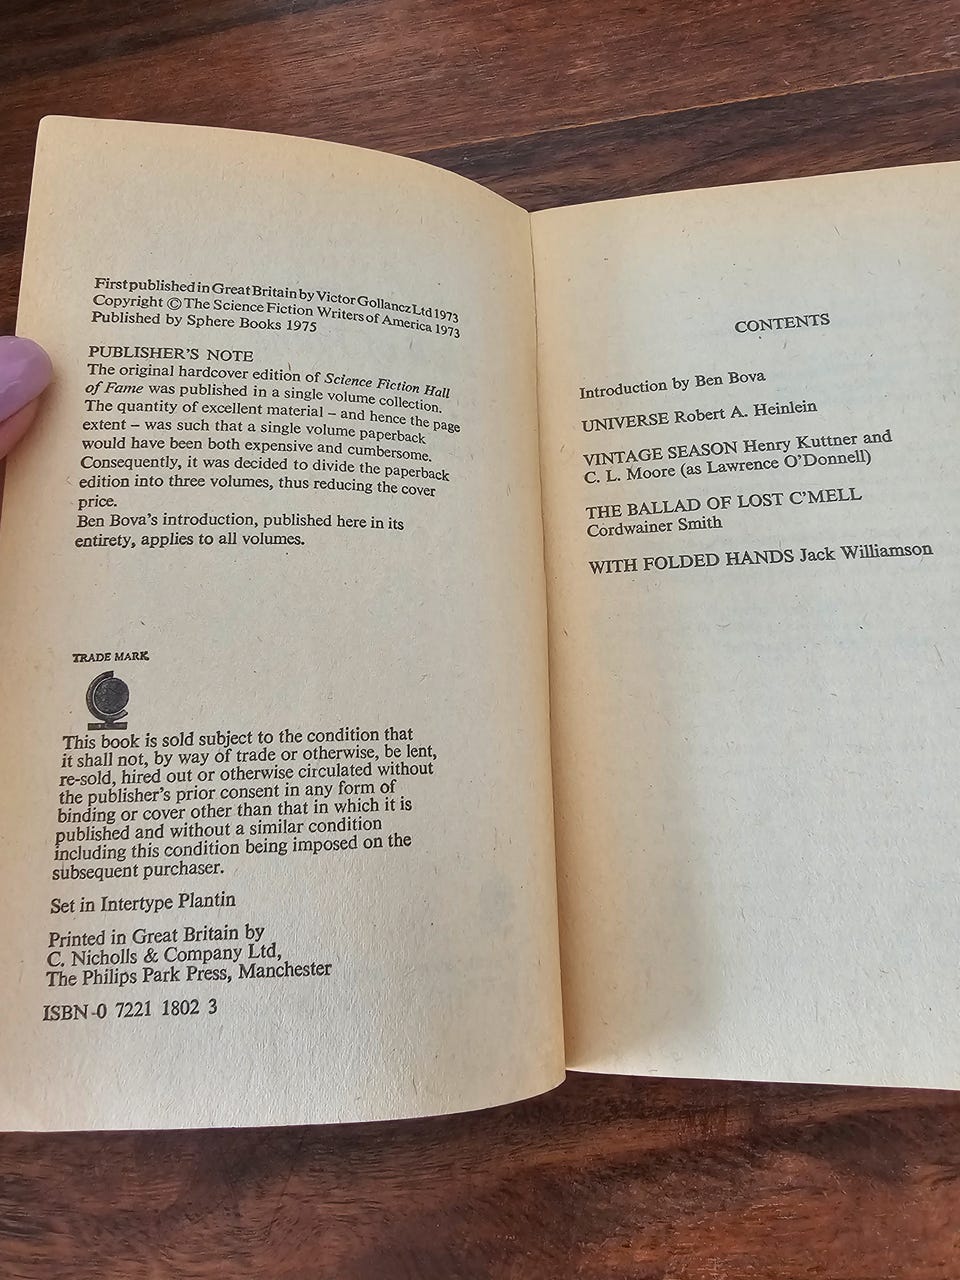 First published in Great Britain by Victor Gollancz Ltd 1973
Copyright © The Science Fiction Writers of America 1973
Published by Sphere Books 1975
PUBLISHER'S NOTE
The original hardcover edition of Science Fiction Hall
of Fame was published in a single volume collection.
The quantity of excellent material – and hence the page
extent – was such that a single volume paperback
would have been both expensive and cumbersome.
Consequently, it was decided to divide the paperback
edition into three volumes, thus reducing the cover
price.
Ben Bova's introduction, published here in its
entirety, applies to all volumes.
TRADE MARK
This book is sold subject to the condition that
it shall not, by way of trade or otherwise, be lent,
re-sold, hired out or otherwise circulated without
the publisher's prior consent in any form of
binding or cover other than that in which it is
published and without a similar condition
including this condition being imposed on the
subsequent purchaser.
Set in Intertype Plantin
Printed in Great Britain by
C. Nicholls & Company Ltd,
The Philips Park Press, Manchester
ISBN-0 7221 1802 3
CONTENTS
Introduction by Ben Bova
UNIVERSE Robert A. Heinlein
VINTAGE SEASON Henry Kuttner and
C. L. Moore (as Lawrence O'Donnell)
THE BALLAD OF LOST C'MELL
Cordwainer Smith
WITH FOLDED HANDS Jack Williamson